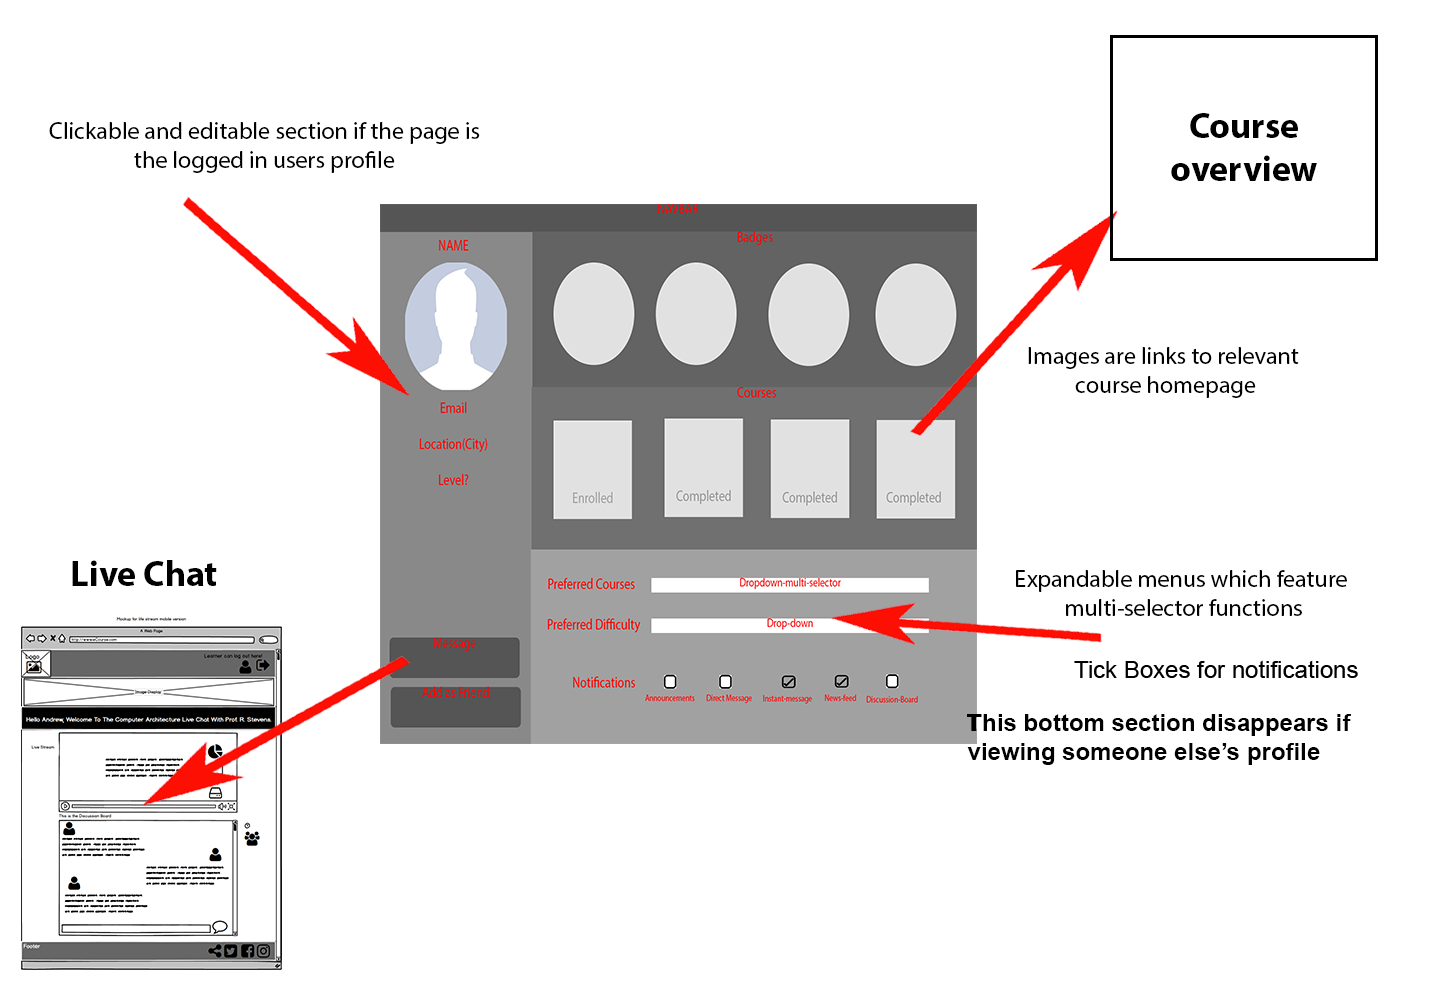 Course
overview
Clickable and editable section if the page is
the logged in users profile
NAVBAR
NAME
Badges
Images are links to relevant
course homepage
Courses
Email
Location(City)
Level?
Enrolled
Completed
Completed
Completed
Live Chat
Expandable menus which feature
multi-selector functions
Preferred Courses
Dropdown-multi-selector
Preferred Difficulty
Drop-down
Tick Boxes for notifications
Notifications
Announcements
Direct Message
Instant-message
News-feed
Discussion-Board
This bottom section disappears if
viewing someone else's profile
Message
Add as Friend
Mockup for life stream mobile version
A Web Page
Logo
Learner can log out here!
Image Display
Hello Andrew, Welcome To The Computer Architecture Live Chat With Prof. R. Stevens.
Live Stream
This is the Discussion Board
Footer